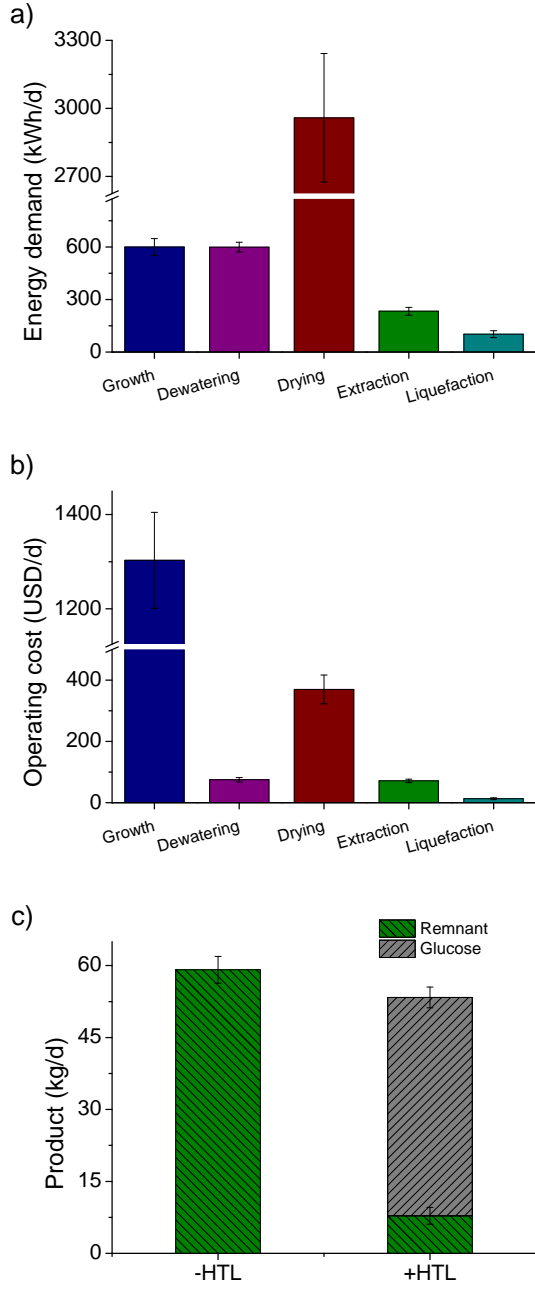 a)
Energy demand (kWh/d)
3300
3000
2700
600
300
0
Growth
Dewatering
Drying
Extraction
Liquefaction
b)
Operating cost (USD/d)
1400
1200
400
200
0
Growth
Dewatering
Drying
Extraction
Liquefaction
c)
Remnant
Glucose
Product (kg/d)
60
45
30
15
0
-HTL
+HTL